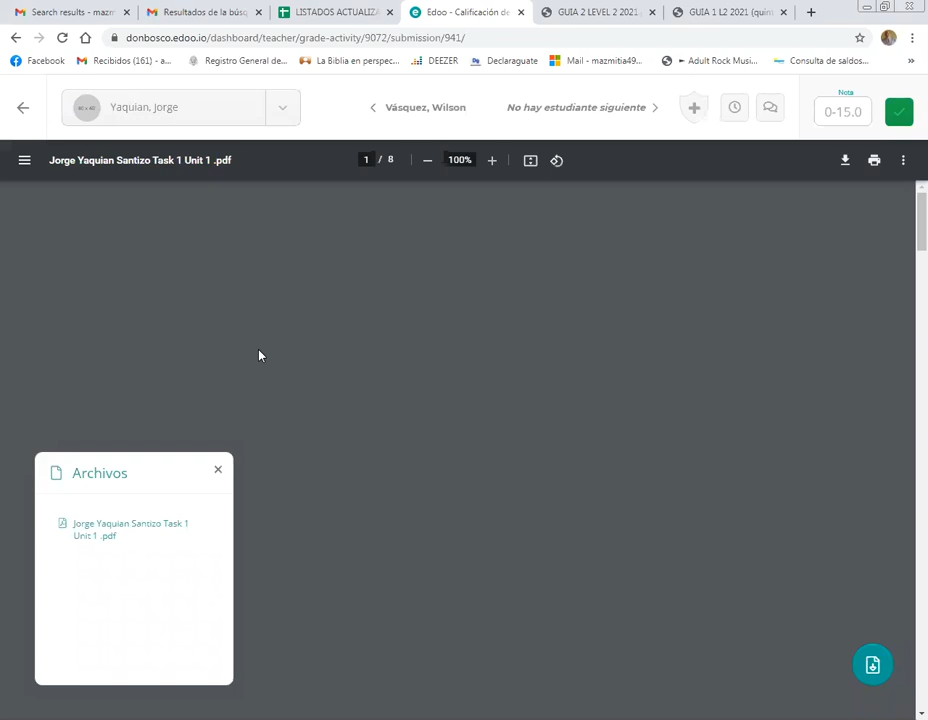 Search results - mazm
Resultados de la búsq
LISTADOS ACTUALIZA
Edoo - Calificación de
GUIA 2 LEVEL 2 2021
GUIA 1 L2 2021 (quin
donbosco.edoo.io/dashboard/teacher/grade-activity/9072/submission/941/
Facebook
Recibidos (161) - a...
Registro General de...
La Biblia en perspec...
DEEZER
Declaraguate
Mail - mazmitia49...
► Adult Rock Musi...
Consulta de saldos...
»
80 x 40
Yaquian, Jorge
Vásquez, Wilson
No hay estudiante siguiente
Nota
0-15.0
Jorge Yaquian Santizo Task 1 Unit 1 .pdf
1 / 8
100%
Archivos
Jorge Yaquian Santizo Task 1
Unit 1 .pdf